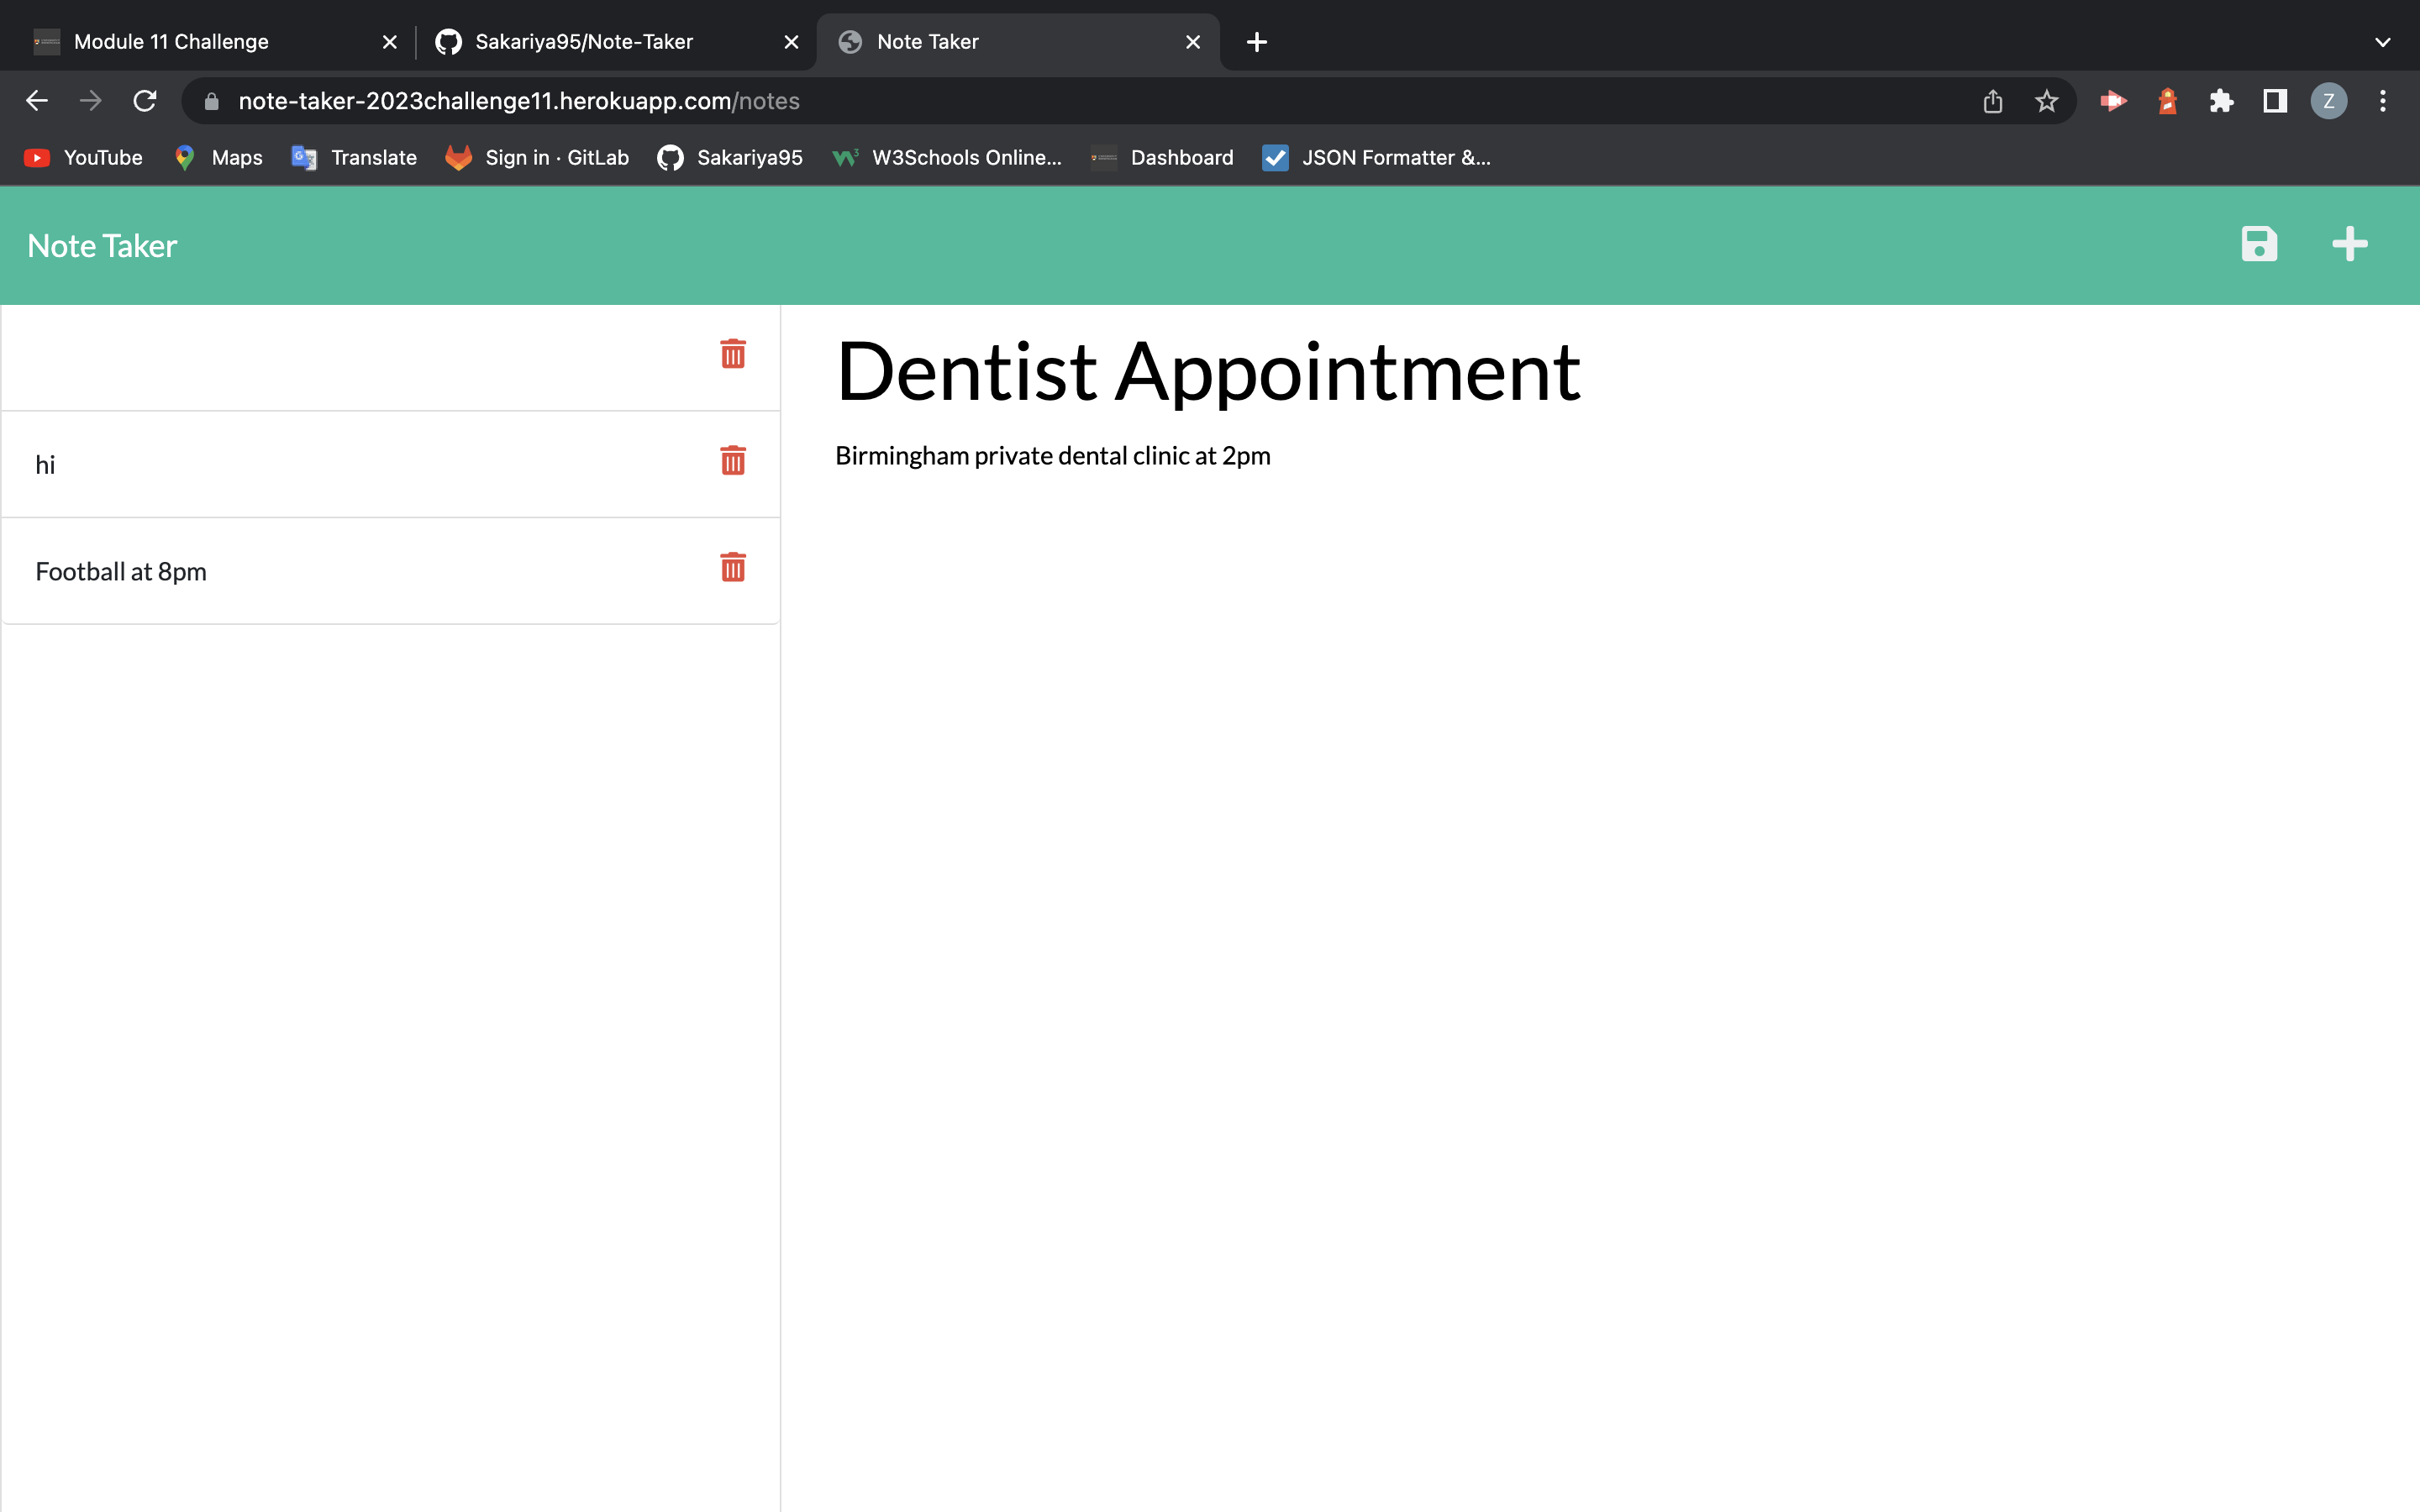 Module 11 Challenge
Sakariya95/Note-Taker
Note Taker
note-taker-2023challenge11.herokuapp.com/notes
Z
YouTube
Maps
Translate
Sign in · GitLab
Sakariya95
W3Schools Online...
Dashboard
JSON Formatter &...
Note Taker
hi
Football at 8pm
Dentist Appointment
Birmingham private dental clinic at 2pm